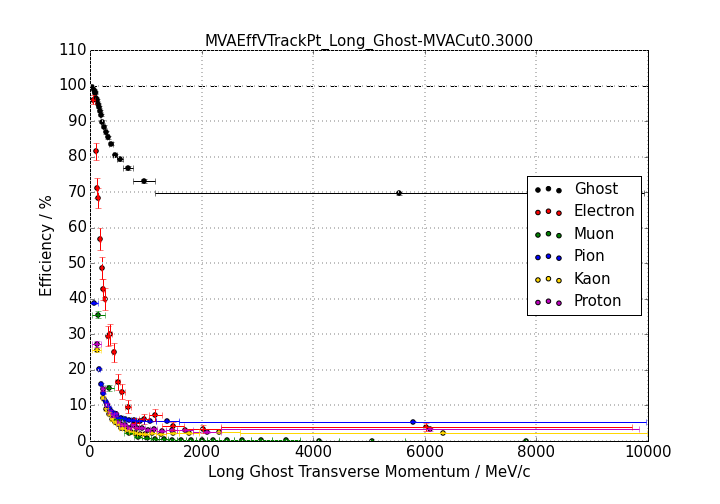 MVAEffVTrackPt_Long_Ghost-MVACut0.3000
110
100
90
80
70
60
50
40
30
20
10
0
Efficiency / %
Ghost
Electron
Muon
Pion
Kaon
Proton
0 2000 4000 6000 8000 10000
Long Ghost Transverse Momentum / MeV/c